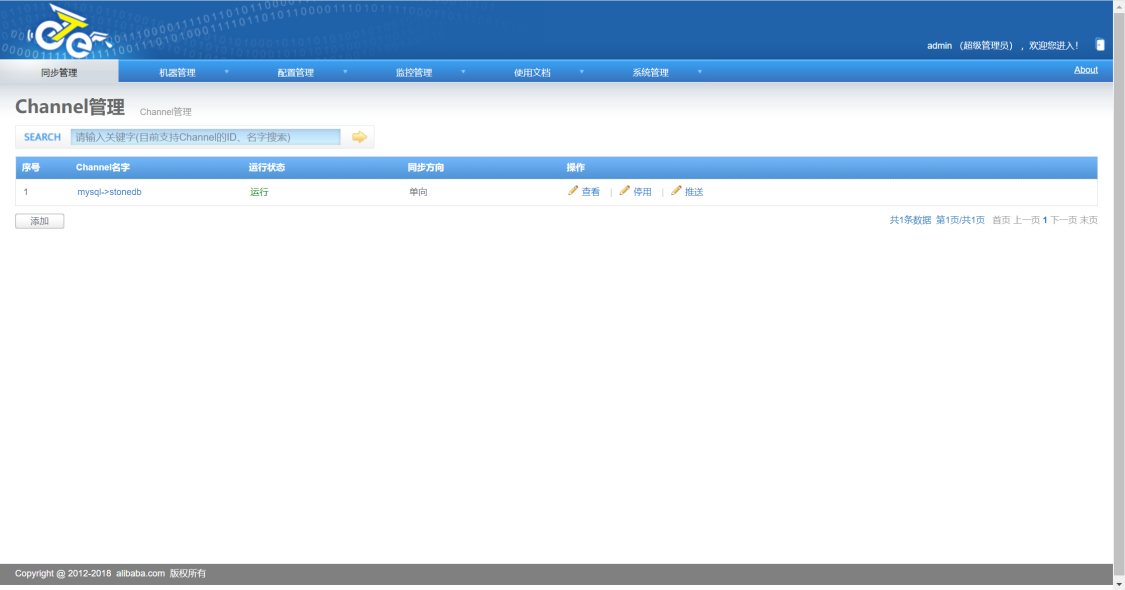 admin （超级管理员），欢迎您进入！
同步管理 机器管理 配置管理 监控管理 使用文档 系统管理 About
Channel管理 Channel管理
SEARCH 请输入关键字(目前支持Channel的ID、名字搜索)
序号 Channel名字 运行状态 同步方向 操作
1 mysql->stonedb 运行 单向 查看 | 停用 | 推送
添加 共1条数据 第1页/共1页 首页 上一页 1 下一页 末页
Copyright @ 2012-2018 alibaba.com 版权所有